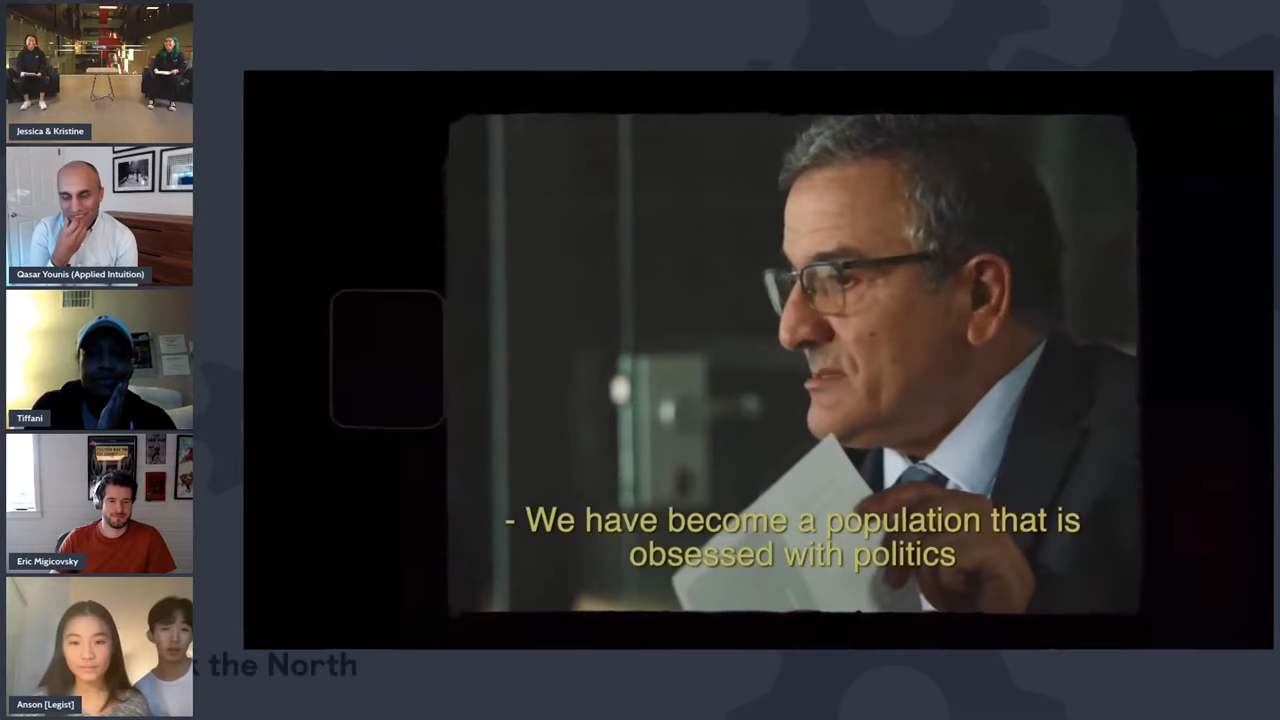 Jessica & Kristine
Qasar Younis (Applied Intuition)
Tiffani
Eric Migicovsky
Anson [Legist]
- We have become a population that is
obsessed with politics
k the North